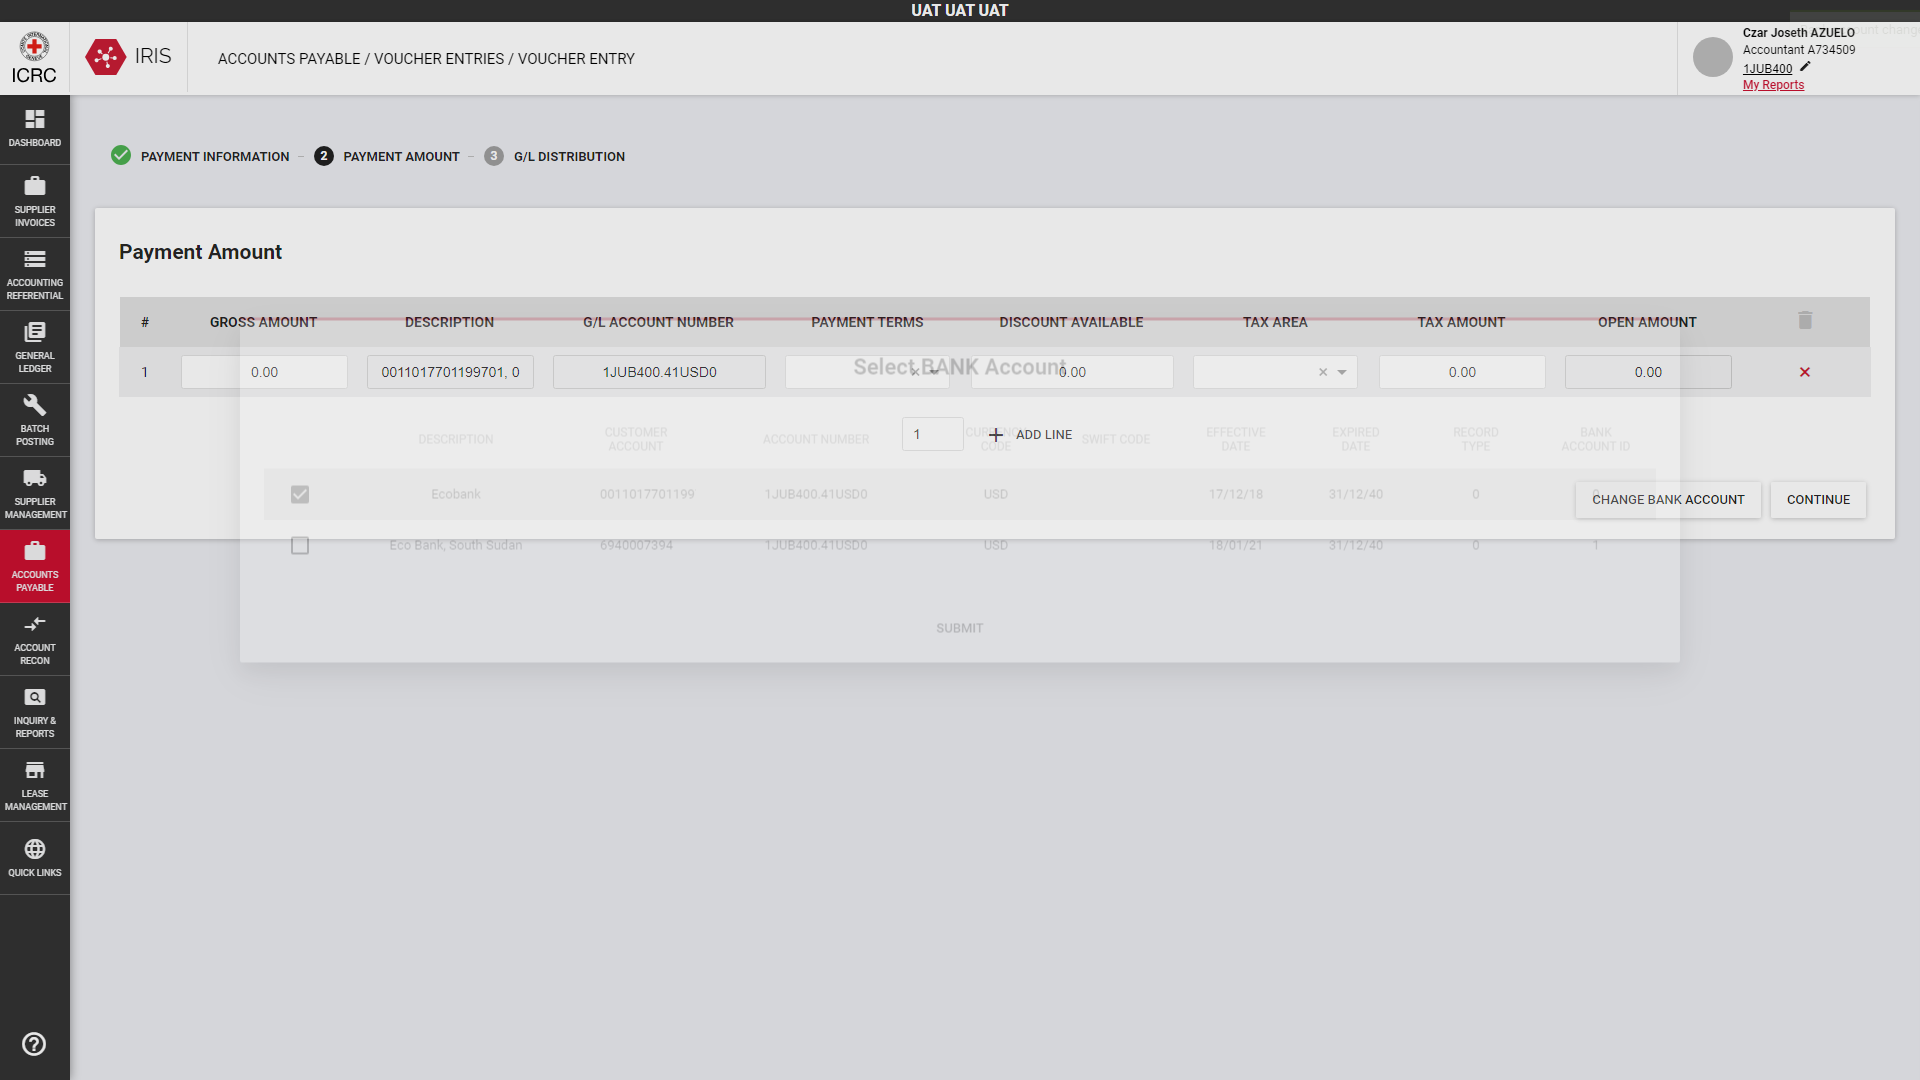 UAT UAT UAT
ICRC
IRIS
ACCOUNTS PAYABLE / VOUCHER ENTRIES / VOUCHER ENTRY
Czar Joseth AZUELO
Accountant A734509
1JUB400
My Reports
DASHBOARD
SUPPLIER
INVOICES
ACCOUNTING
REFERENTIAL
GENERAL
LEDGER
BATCH
POSTING
SUPPLIER
MANAGEMENT
ACCOUNTS
PAYABLE
ACCOUNT
RECON
INQUIRY &
REPORTS
LEASE
MANAGEMENT
QUICK LINKS
PAYMENT INFORMATION
2 PAYMENT AMOUNT
3 G/L DISTRIBUTION
Payment Amount
# GROSS AMOUNT DESCRIPTION G/L ACCOUNT NUMBER PAYMENT TERMS DISCOUNT AVAILABLE TAX AREA TAX AMOUNT OPEN AMOUNT
1 0.00 0011017701199701, 0 1JUB400.41USD0 0.00 0.00 0.00
Select BANK Account
1 ADD LINE
DESCRIPTION CUSTOMER ACCOUNT ACCOUNT NUMBER CURRENCY CODE SWIFT CODE EFFECTIVE DATE EXPIRED DATE RECORD TYPE BANK ACCOUNT ID
Ecobank 0011017701199 1JUB400.41USD0 USD 17/12/18 31/12/40 0 0
CHANGE BANK ACCOUNT CONTINUE
Eco Bank, South Sudan 6940007394 1JUB400.41USD0 USD 18/01/21 31/12/40 0 1
SUBMIT